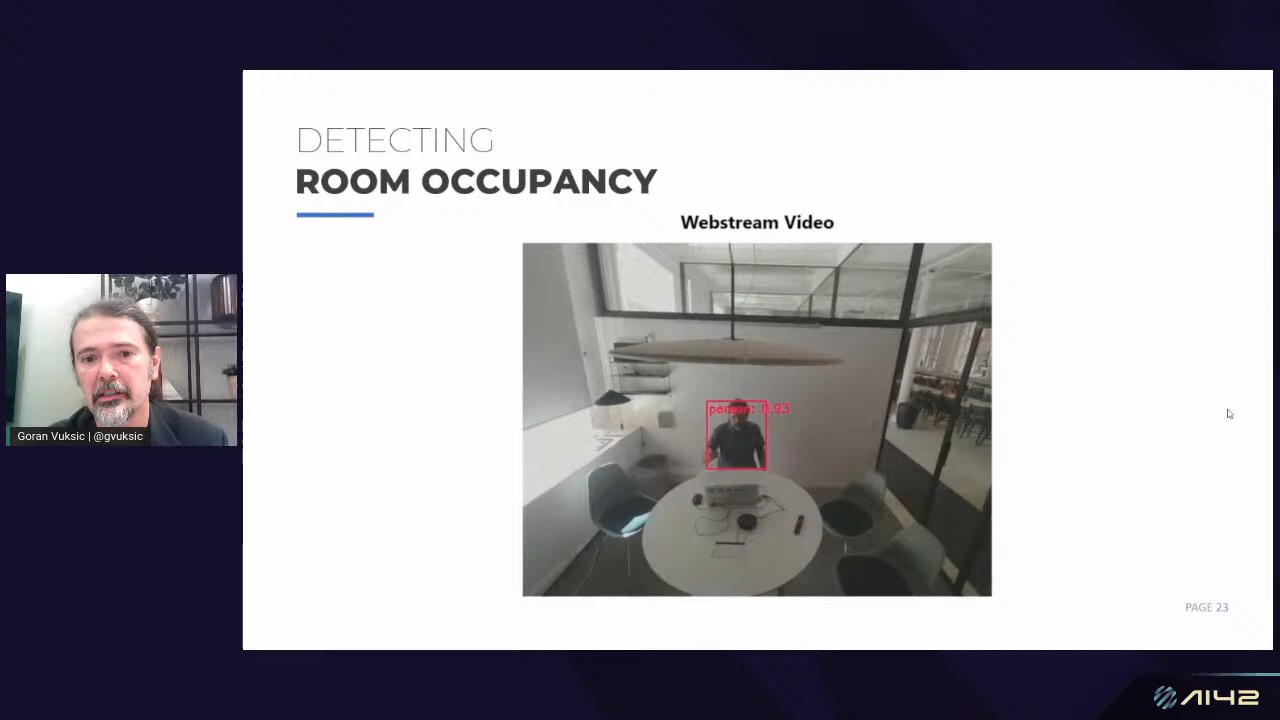 DETECTING
ROOM OCCUPANCY
Webstream Video
person: 0.93
Goran Vuksic | @gvuksic
PAGE 23
AI42